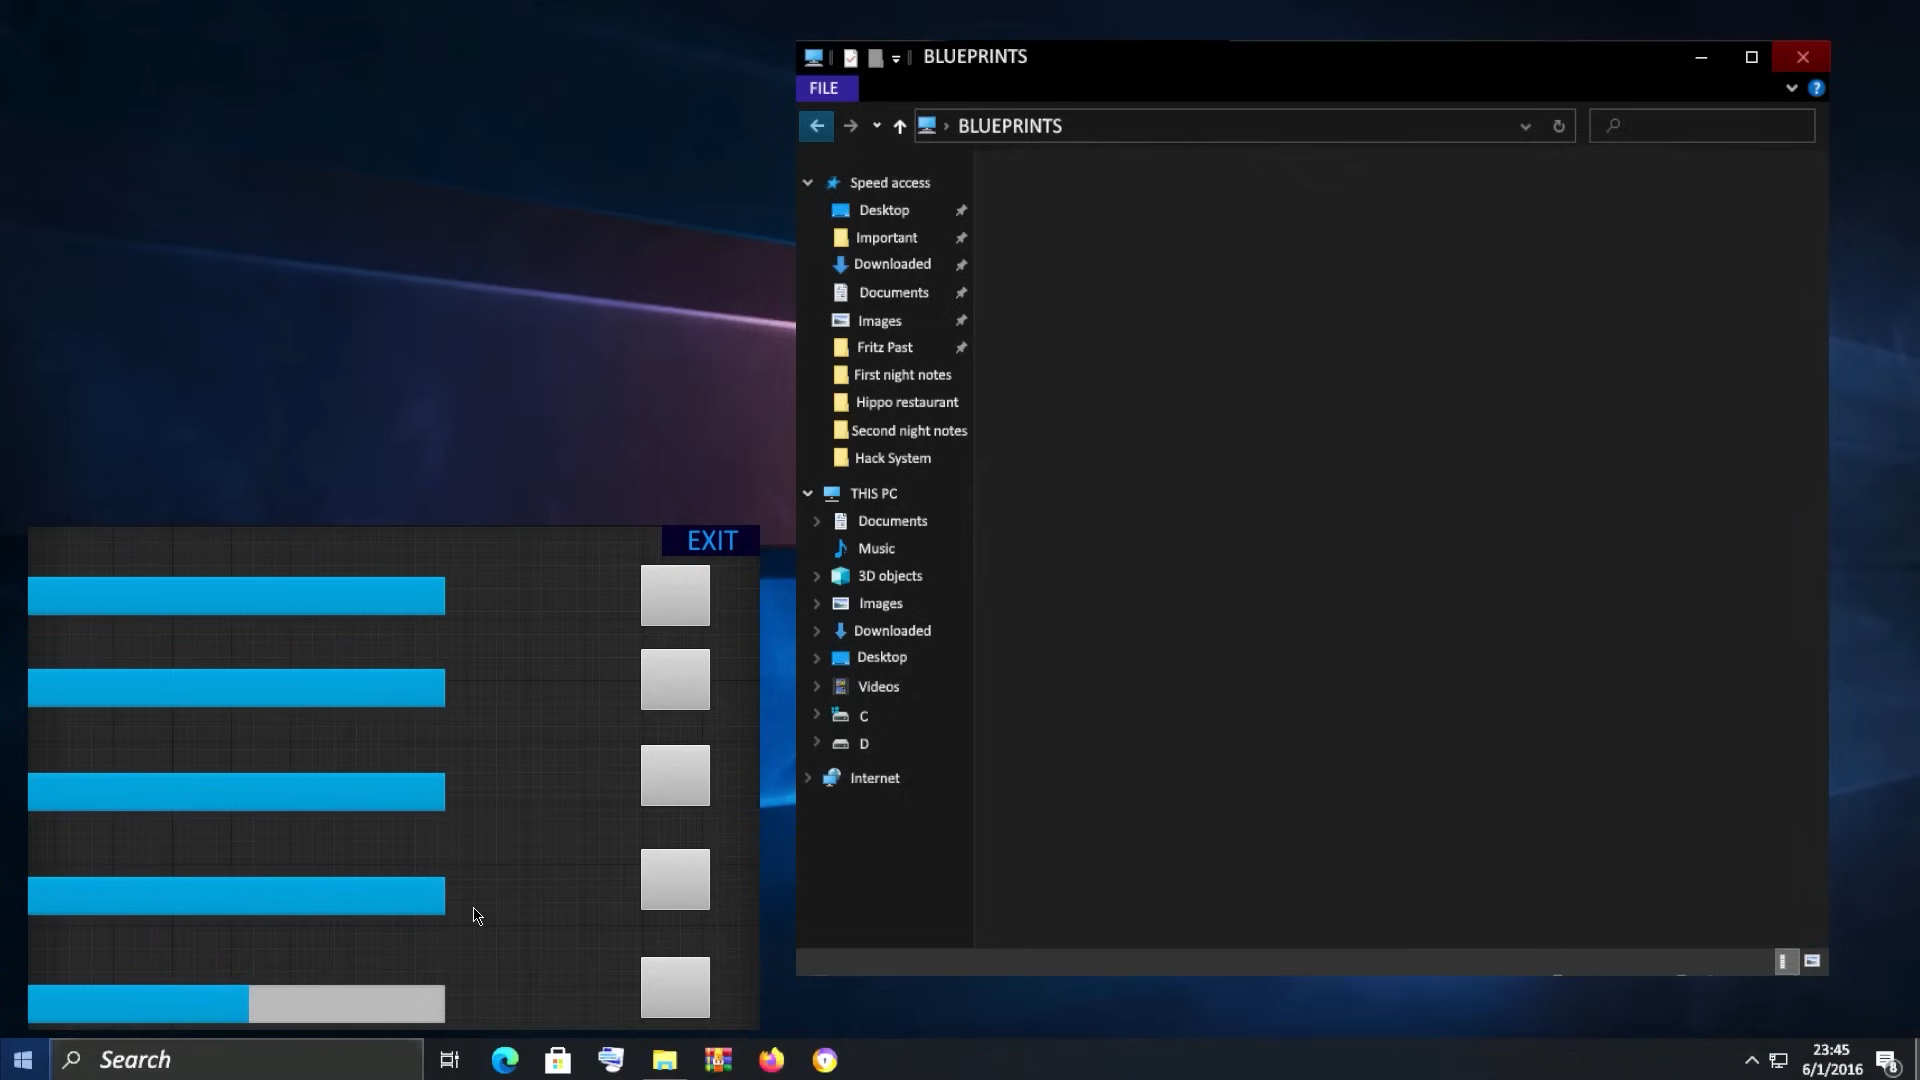 BLUEPRINTS
FILE
BLUEPRINTS
Speed access
Desktop
Important
Downloaded
Documents
Images
Fritz Past
First night notes
Hippo restaurant
Second night notes
Hack System
THIS PC
Documents
Music
3D objects
Images
Downloaded
Desktop
Videos
C
D
Internet
EXIT
Search
23:45
6/1/2016
8